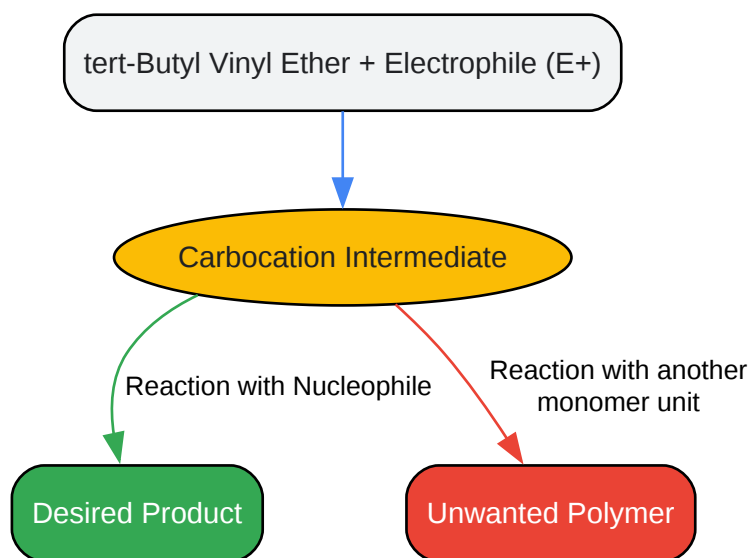 tert-Butyl Vinyl Ether + Electrophile (E+)
Carbocation Intermediate
Reaction with Nucleophile
Reaction with another
monomer unit
Desired Product
Unwanted Polymer